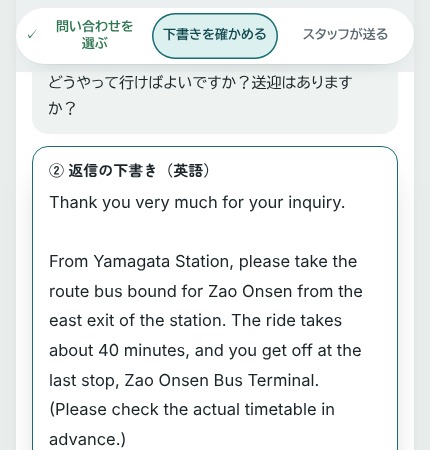 ✓ 問い合わせを
選ぶ
下書きを確かめる
スタッフが送る
どうやって行けばよいですか？送迎はあります
か？
② 返信の下書き（英語）
Thank you very much for your inquiry.
From Yamagata Station, please take the
route bus bound for Zao Onsen from the
east exit of the station. The ride takes
about 40 minutes, and you get off at the
last stop, Zao Onsen Bus Terminal.
(Please check the actual timetable in
advance.)